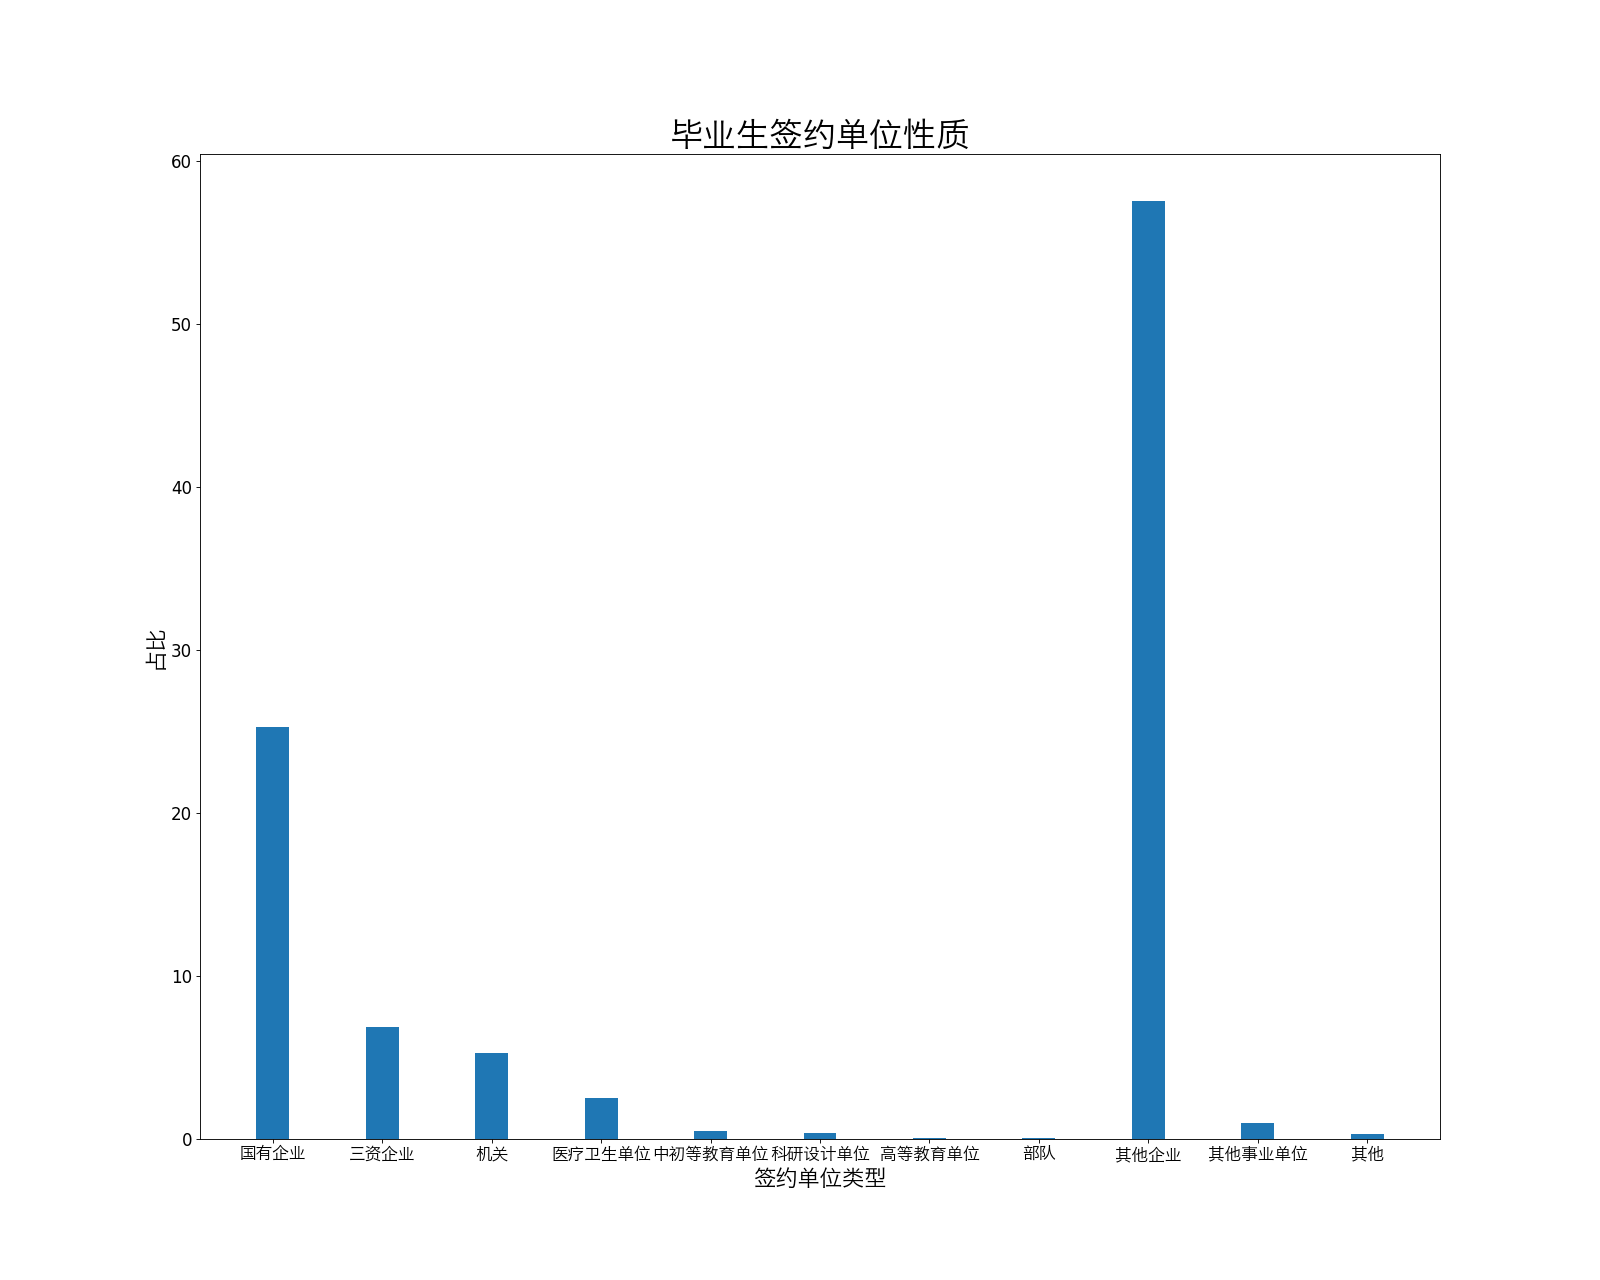 毕业生签约单位性质
60
50
40
30
20
10
0
占比
国有企业 三资企业 机关 医疗卫生单位 中初等教育单位 科研设计单位 高等教育单位 部队 其他企业 其他事业单位 其他
签约单位类型